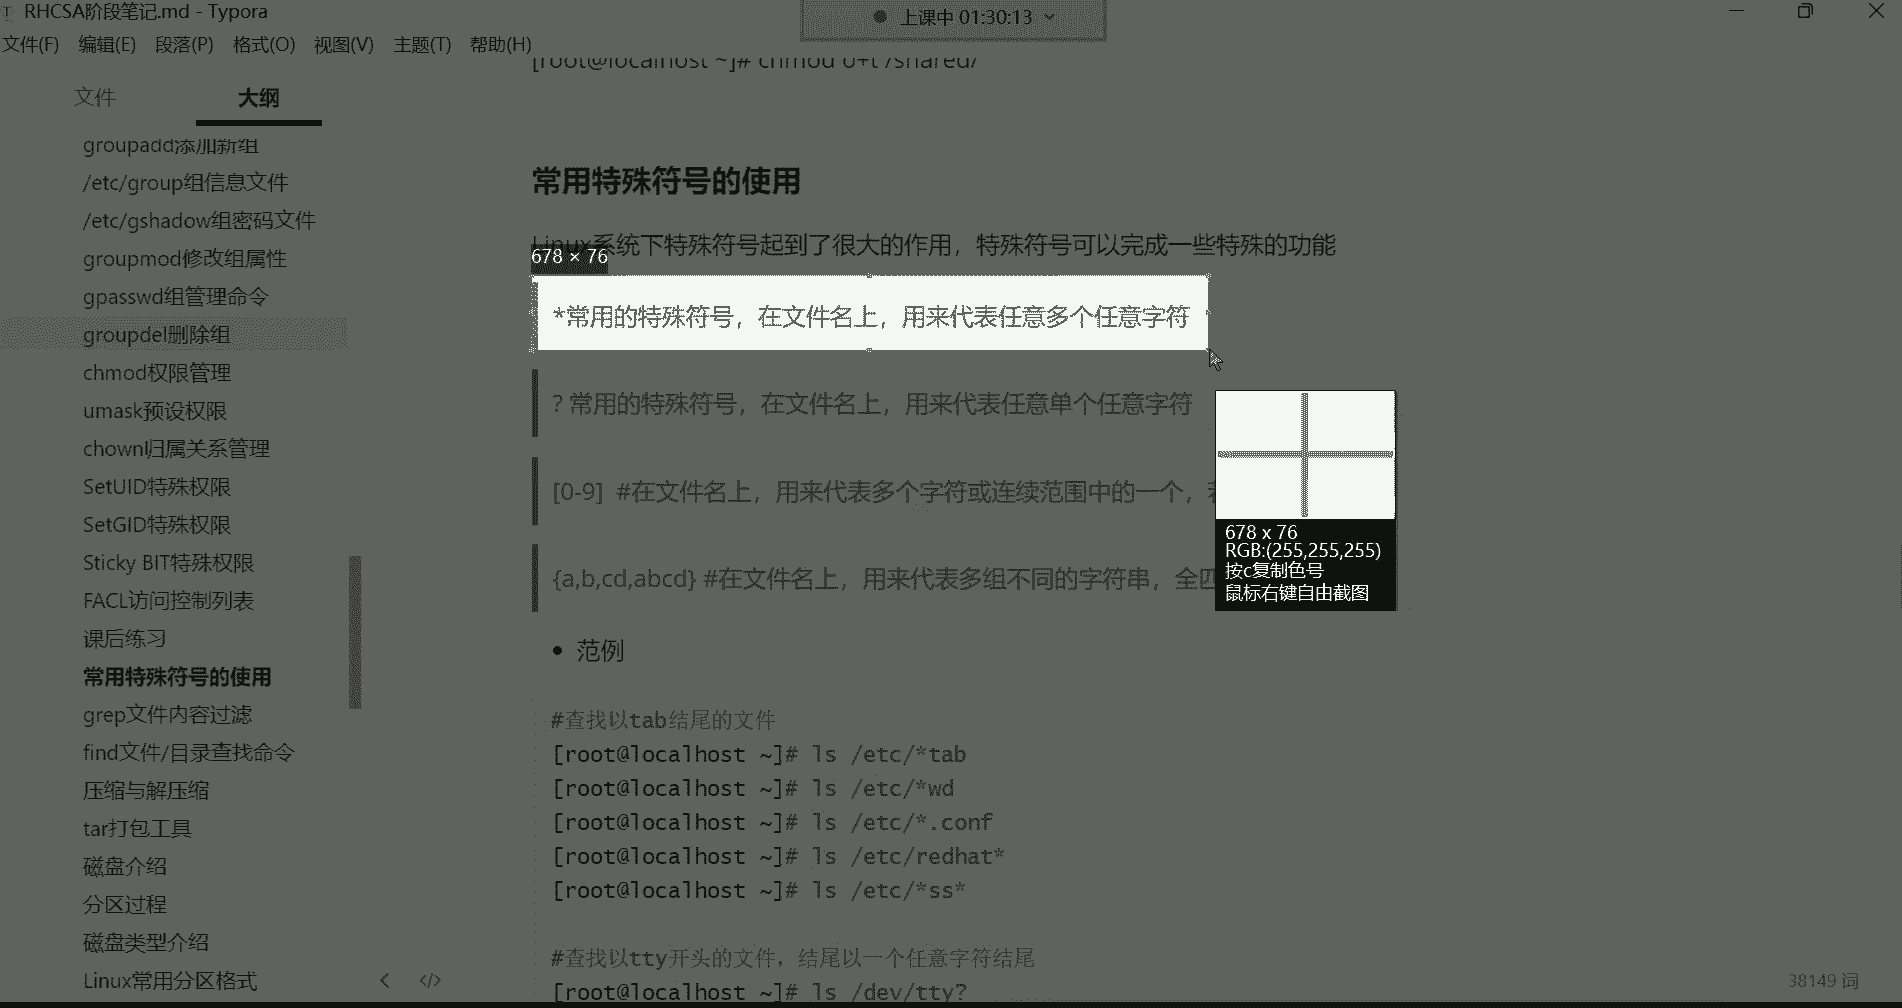 RHCSA阶段笔记.md - Typora
上课中 01:30:13
文件(F) 编辑(E) 段落(P) 格式(O) 视图(V) 主题(T) 帮助(H)
文件 大纲
groupadd添加新组
/etc/group组信息文件
/etc/gshadow组密码文件
groupmod修改组属性
gpasswd组管理命令
groupdel删除组
chmod权限管理
umask预设权限
chownl归属关系管理
SetUID特殊权限
SetGID特殊权限
Sticky BIT特殊权限
FACL访问控制列表
课后练习
常用特殊符号的使用
grep文件内容过滤
find文件/目录查找命令
压缩与解压缩
tar打包工具
磁盘介绍
分区过程
磁盘类型介绍
Linux常用分区格式
[root@localhost ~]# chmod o+t /shared/
常用特殊符号的使用
Linux系统下特殊符号起到了很大的作用，特殊符号可以完成一些特殊的功能
678 × 76
*常用的特殊符号，在文件名上，用来代表任意多个任意字符
? 常用的特殊符号，在文件名上，用来代表任意单个任意字符
[0-9] #在文件名上，用来代表多个字符或连续范围中的一个，
{a,b,cd,abcd} #在文件名上，用来代表多组不同的字符串，全
678 x 76
RGB:(255,255,255)
按c复制色号
鼠标右键自由截图
范例
#查找以tab结尾的文件
[root@localhost ~]# ls /etc/*tab
[root@localhost ~]# ls /etc/*wd
[root@localhost ~]# ls /etc/*.conf
[root@localhost ~]# ls /etc/redhat*
[root@localhost ~]# ls /etc/*ss*
#查找以tty开头的文件，结尾以一个任意字符结尾
[root@localhost ~]# ls /dev/tty?
38149 词